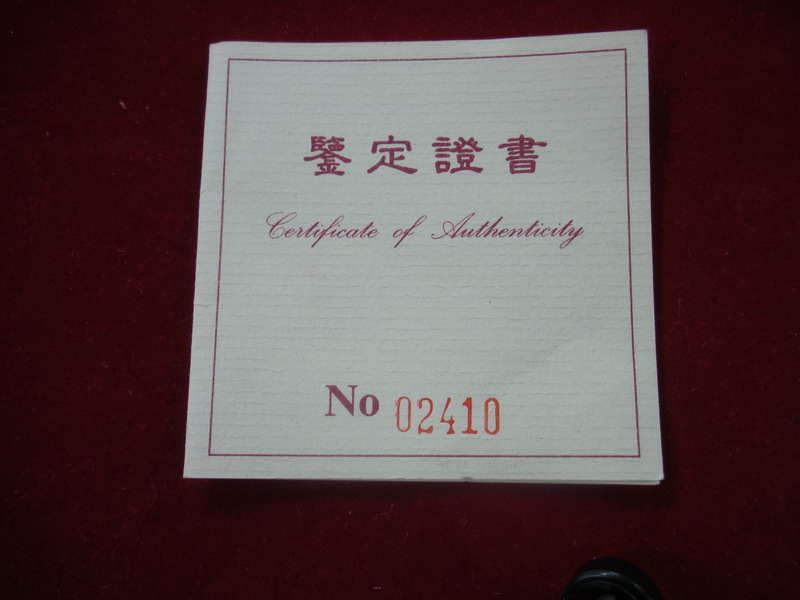 鑒定證書
Certificate of Authenticity
No 02410